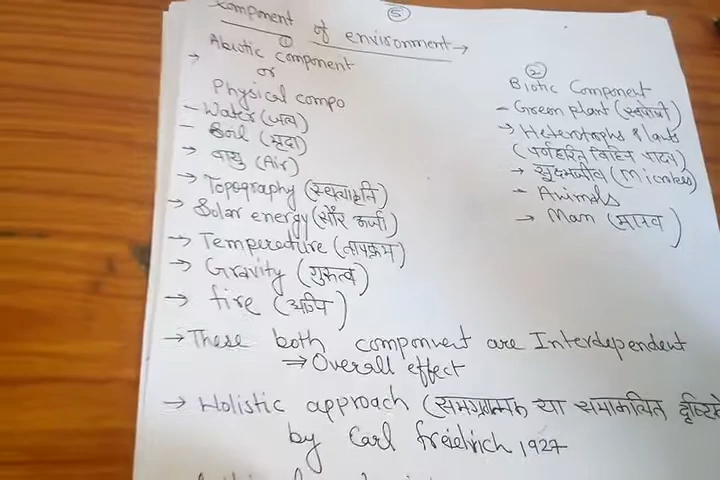 component of environment→
⑤
① Abiotic component
or
Physical compo
- Water (जल)
- Soil (मृदा)
→ वायु (Air)
→ Topography (स्थलाकृति)
→ Solar energy (सौर ऊर्जा)
→ Temperature (तापक्रम)
→ Gravity (गुरुत्व)
→ fire (अग्नि)
② Biotic Component
- Green plant (स्वपोषी)
→ Heterotrophs Plants
(पर्णहरित विहिन पादप)
→ सुक्ष्मजीव (Microbes)
- Animals
→ Man (मानव)
→ These both component are Interdependent
⇒ Overall effect
→ Holistic approach (समग्रात्मक या समाकलित
by Carl 1927